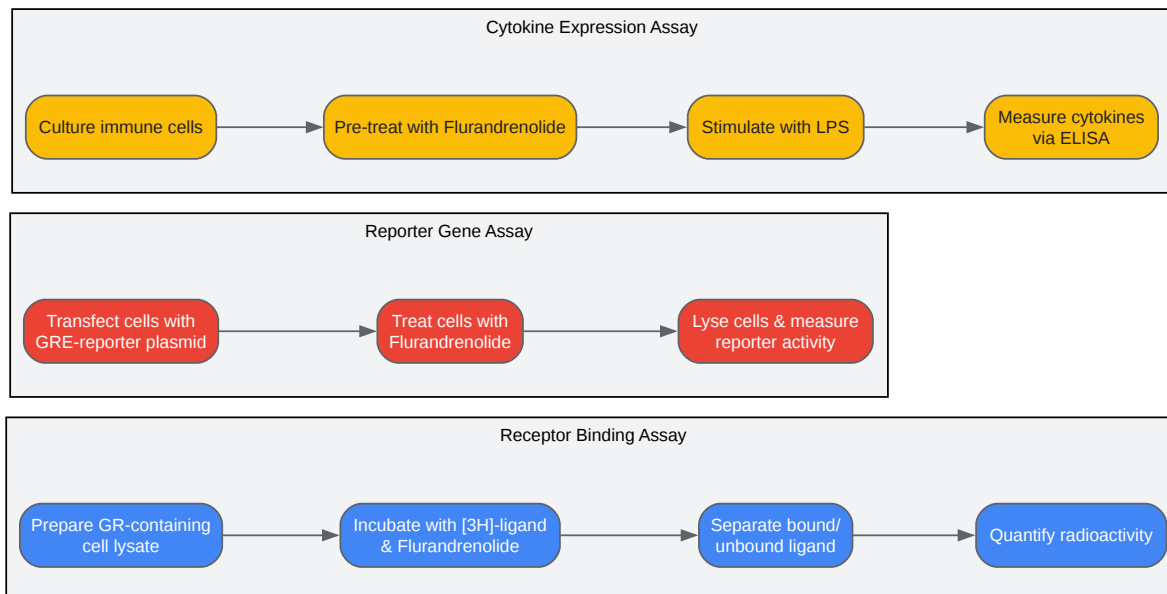 Cytokine Expression Assay
Culture immune cells
Pre-treat with Flurandrenolide
Stimulate with LPS
Measure cytokines
via ELISA
Reporter Gene Assay
Transfect cells with
GRE-reporter plasmid
Treat cells with
Flurandrenolide
Lyse cells & measure
reporter activity
Receptor Binding Assay
Prepare GR-containing
cell lysate
Incubate with [3H]-ligand
& Flurandrenolide
Separate bound/
unbound ligand
Quantify radioactivity